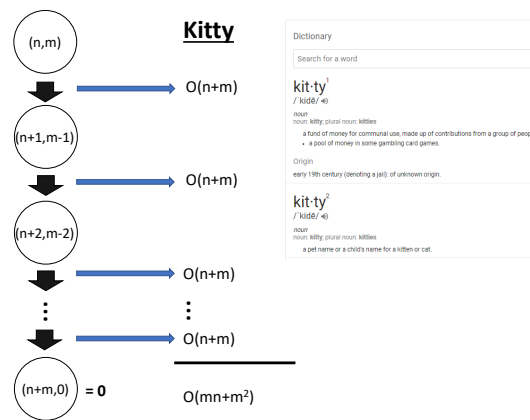 Kitty
(n,m)
O(n+m)
(n+1,m-1)
O(n+m)
(n+2,m-2)
O(n+m)
⋮ ⋮
O(n+m)
(n+m,0) = 0
O(mn+m²)
Dictionary
Search for a word
kit·ty¹
/ˈkidē/
noun
noun: kitty; plural noun: kitties
a fund of money for communal use, made up of contributions from a group of peop
• a pool of money in some gambling card games.
Origin
early 19th century (denoting a jail): of unknown origin.
kit·ty²
/ˈkidē/
noun
noun: kitty; plural noun: kitties
a pet name or a child's name for a kitten or cat.